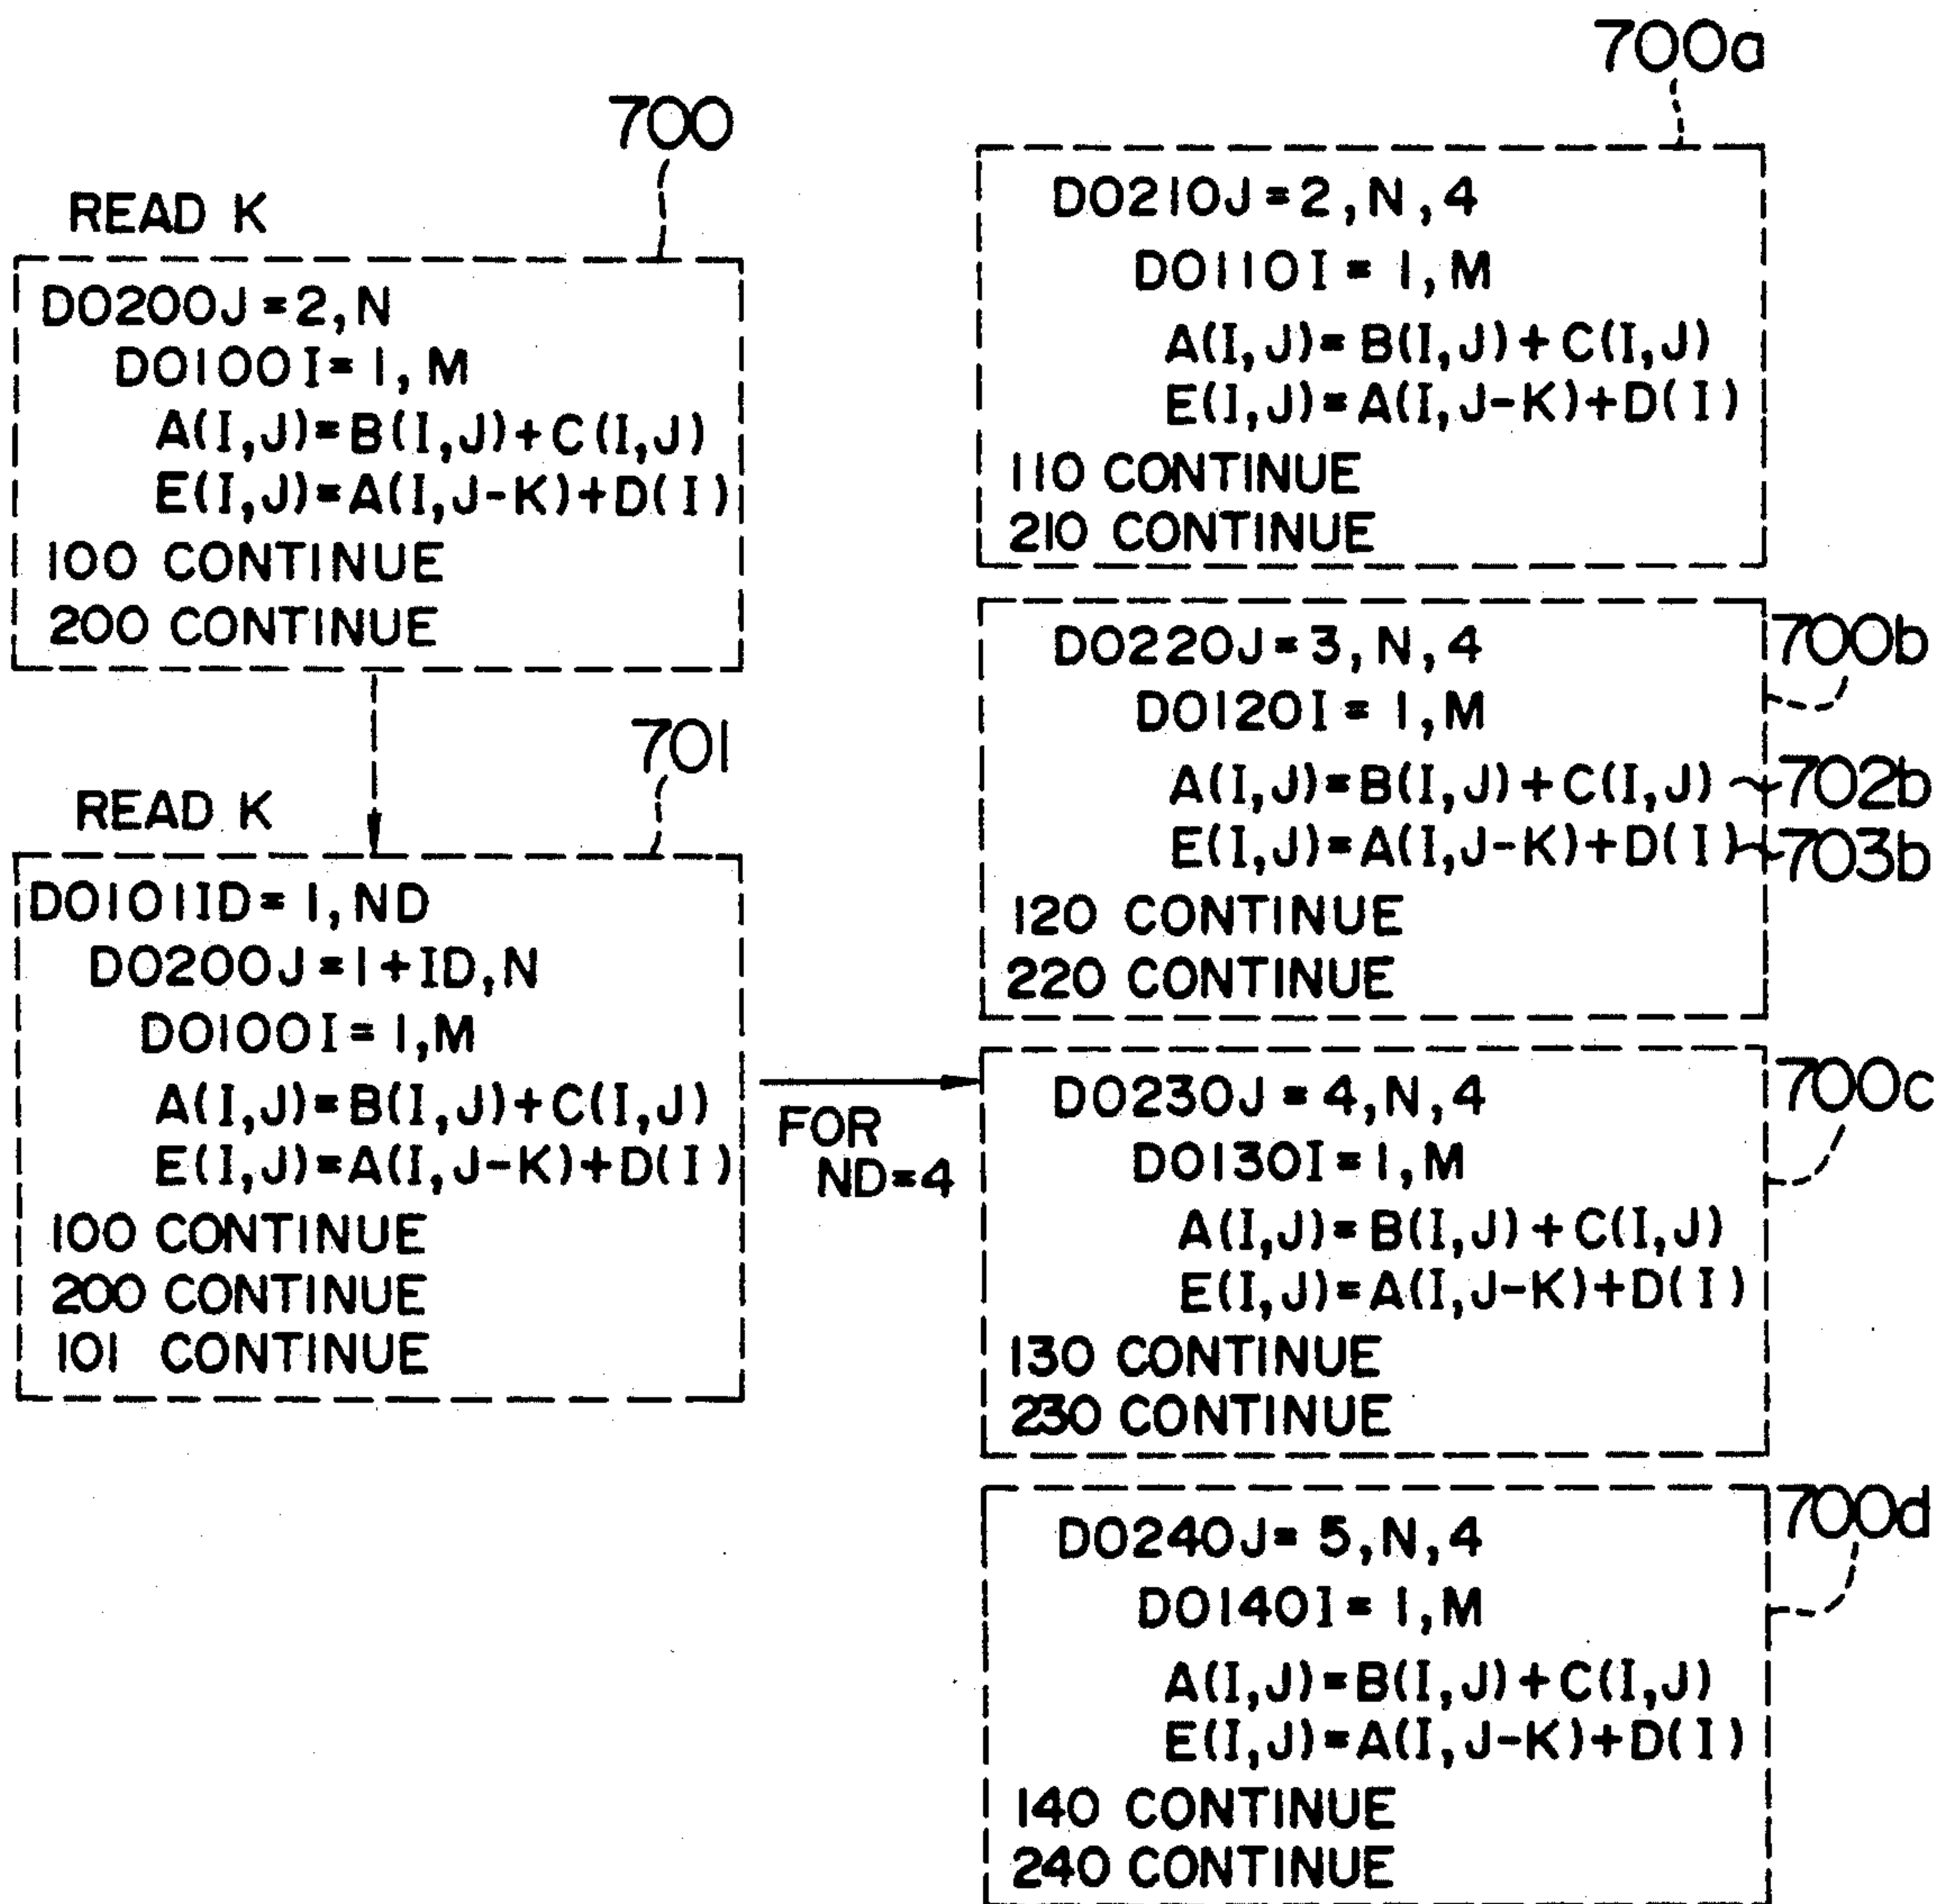 700
READ K
DO200J=2,N
DO100I=1,M
A(I,J)=B(I,J)+C(I,J)
E(I,J)=A(I,J-K)+D(I)
100 CONTINUE
200 CONTINUE
701
READ K
DO101ID=1,ND
DO200J=1+ID,N
DO100I=1,M
A(I,J)=B(I,J)+C(I,J)
E(I,J)=A(I,J-K)+D(I)
100 CONTINUE
200 CONTINUE
101 CONTINUE
FOR
ND=4
700a
DO210J=2,N,4
DO110I=1,M
A(I,J)=B(I,J)+C(I,J)
E(I,J)=A(I,J-K)+D(I)
110 CONTINUE
210 CONTINUE
700b
DO220J=3,N,4
DO120I=1,M
A(I,J)=B(I,J)+C(I,J) 702b
E(I,J)=A(I,J-K)+D(I) 703b
120 CONTINUE
220 CONTINUE
700c
DO230J=4,N,4
DO130I=1,M
A(I,J)=B(I,J)+C(I,J)
E(I,J)=A(I,J-K)+D(I)
130 CONTINUE
230 CONTINUE
700d
DO240J=5,N,4
DO140I=1,M
A(I,J)=B(I,J)+C(I,J)
E(I,J)=A(I,J-K)+D(I)
140 CONTINUE
240 CONTINUE